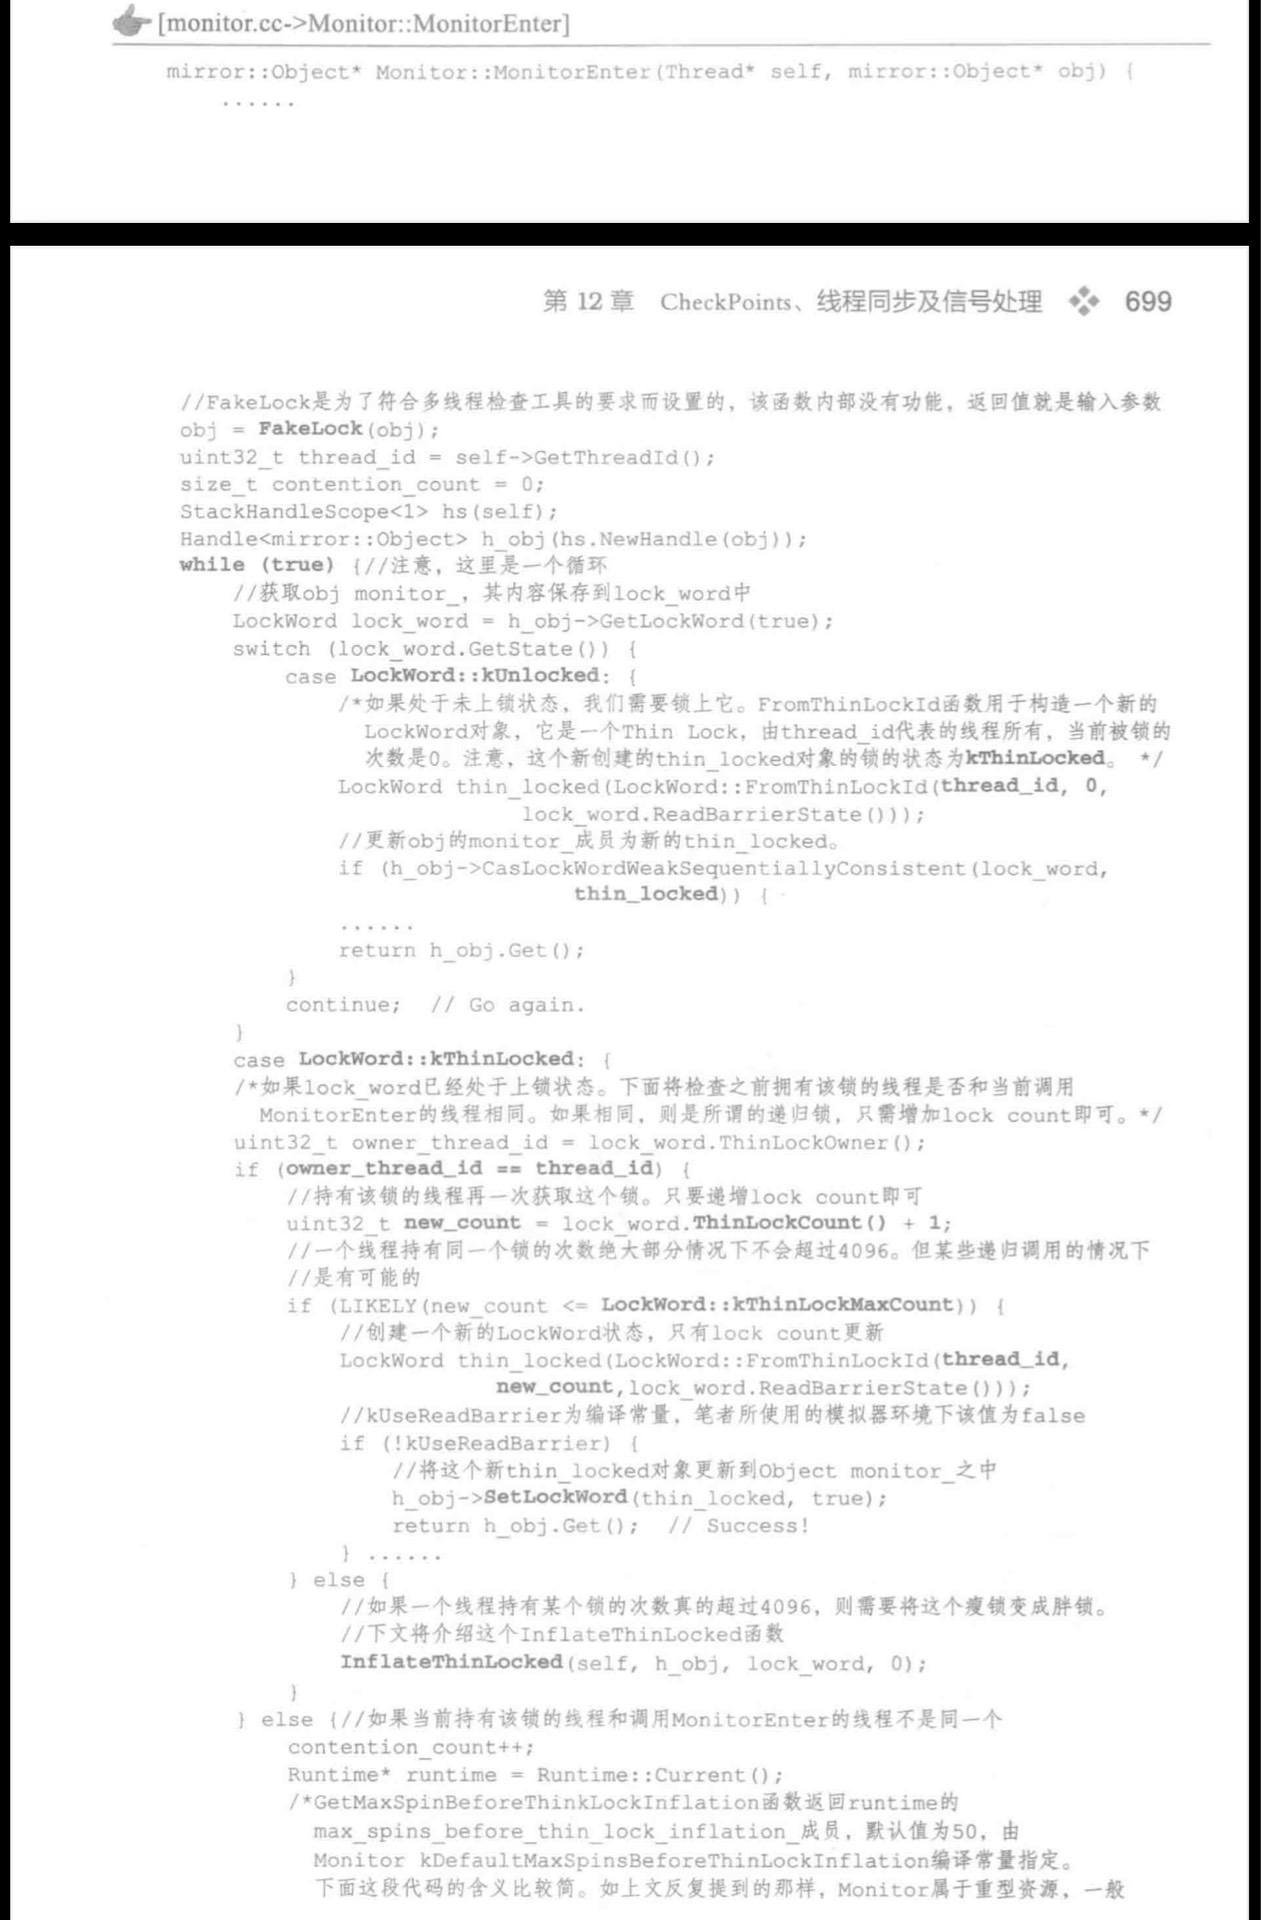 [monitor.cc->Monitor::MonitorEnter]
mirror::Object* Monitor::MonitorEnter(Thread* self, mirror::Object* obj) {
......
第 12 章 CheckPoints、线程同步及信号处理 ❖ 699
//FakeLock是为了符合多线程检查工具的要求而设置的，该函数内部没有功能，返回值就是输入参数
obj = FakeLock(obj);
uint32_t thread_id = self->GetThreadId();
size_t contention_count = 0;
StackHandleScope<1> hs(self);
Handle<mirror::Object> h_obj(hs.NewHandle(obj));
while (true) {//注意，这里是一个循环
//获取obj monitor_，其内容保存到lock_word中
LockWord lock_word = h_obj->GetLockWord(true);
switch (lock_word.GetState()) {
case LockWord::kUnlocked: {
/*如果处于未上锁状态，我们需要锁上它。FromThinLockId函数用于构造一个新的
LockWord对象，它是一个Thin Lock，由thread_id代表的线程所有，当前被锁的
次数是0。注意，这个新创建的thin_locked对象的锁的状态为kThinLocked。 */
LockWord thin_locked(LockWord::FromThinLockId(thread_id, 0,
lock_word.ReadBarrierState()));
//更新obj的monitor_成员为新的thin_locked。
if (h_obj->CasLockWordWeakSequentiallyConsistent(lock_word,
thin_locked)) {
......
return h_obj.Get();
}
continue; // Go again.
}
case LockWord::kThinLocked: {
/*如果lock_word已经处于上锁状态。下面将检查之前拥有该锁的线程是否和当前调用
MonitorEnter的线程相同。如果相同，则是所谓的递归锁，只需增加lock count即可。*/
uint32_t owner_thread_id = lock_word.ThinLockOwner();
if (owner_thread_id == thread_id) {
//持有该锁的线程再一次获取这个锁。只要递增lock count即可
uint32_t new_count = lock_word.ThinLockCount() + 1;
//一个线程持有同一个锁的次数绝大部分情况下不会超过4096。但某些递归调用的情况下
//是有可能的
if (LIKELY(new_count <= LockWord::kThinLockMaxCount)) {
//创建一个新的LockWord状态，只有lock count更新
LockWord thin_locked(LockWord::FromThinLockId(thread_id,
new_count,lock_word.ReadBarrierState()));
//kUseReadBarrier为编译常量，笔者所使用的模拟器环境下该值为false
if (!kUseReadBarrier) {
//将这个新thin_locked对象更新到Object monitor_之中
h_obj->SetLockWord(thin_locked, true);
return h_obj.Get(); // Success!
} ......
} else {
//如果一个线程持有某个锁的次数真的超过4096，则需要将这个瘦锁变成胖锁。
//下文将介绍这个InflateThinLocked函数
InflateThinLocked(self, h_obj, lock_word, 0);
}
} else {//如果当前持有该锁的线程和调用MonitorEnter的线程不是同一个
contention_count++;
Runtime* runtime = Runtime::Current();
/*GetMaxSpinBeforeThinkLockInflation函数返回runtime的
max_spins_before_thin_lock_inflation_成员，默认值为50，由
Monitor kDefaultMaxSpinsBeforeThinLockInflation编译常量指定。
下面这段代码的含义比较简。如上文反复提到的那样，Monitor属于重型资源，一般